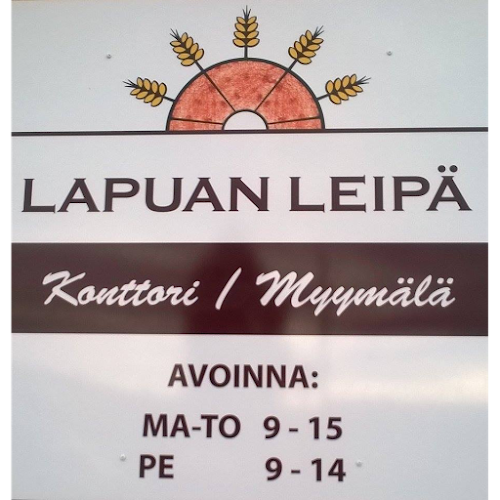 LAPUAN LEIPÄ
Konttori / Myymälä
AVOINNA:
MA-TO 9 - 15
PE 9 - 14